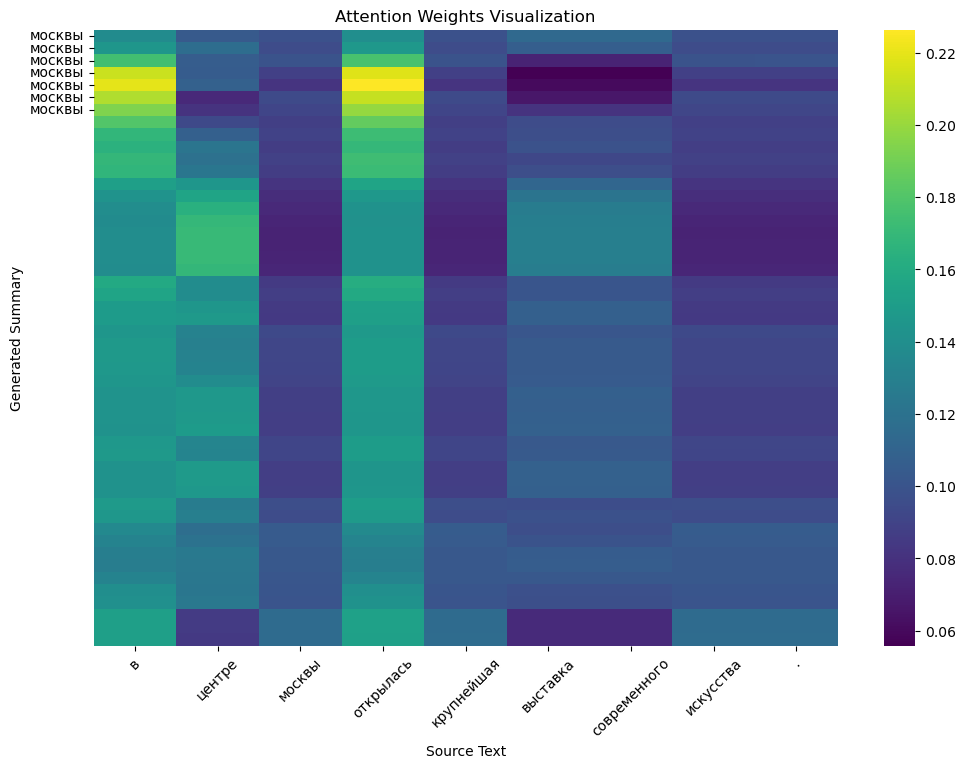 Attention Weights Visualization
москвы
москвы
москвы
москвы
москвы
москвы
москвы
Generated Summary
в
центре
москвы
открылась
крупнейшая
выставка
современного
искусства
.
Source Text
0.22
0.20
0.18
0.16
0.14
0.12
0.10
0.08
0.06